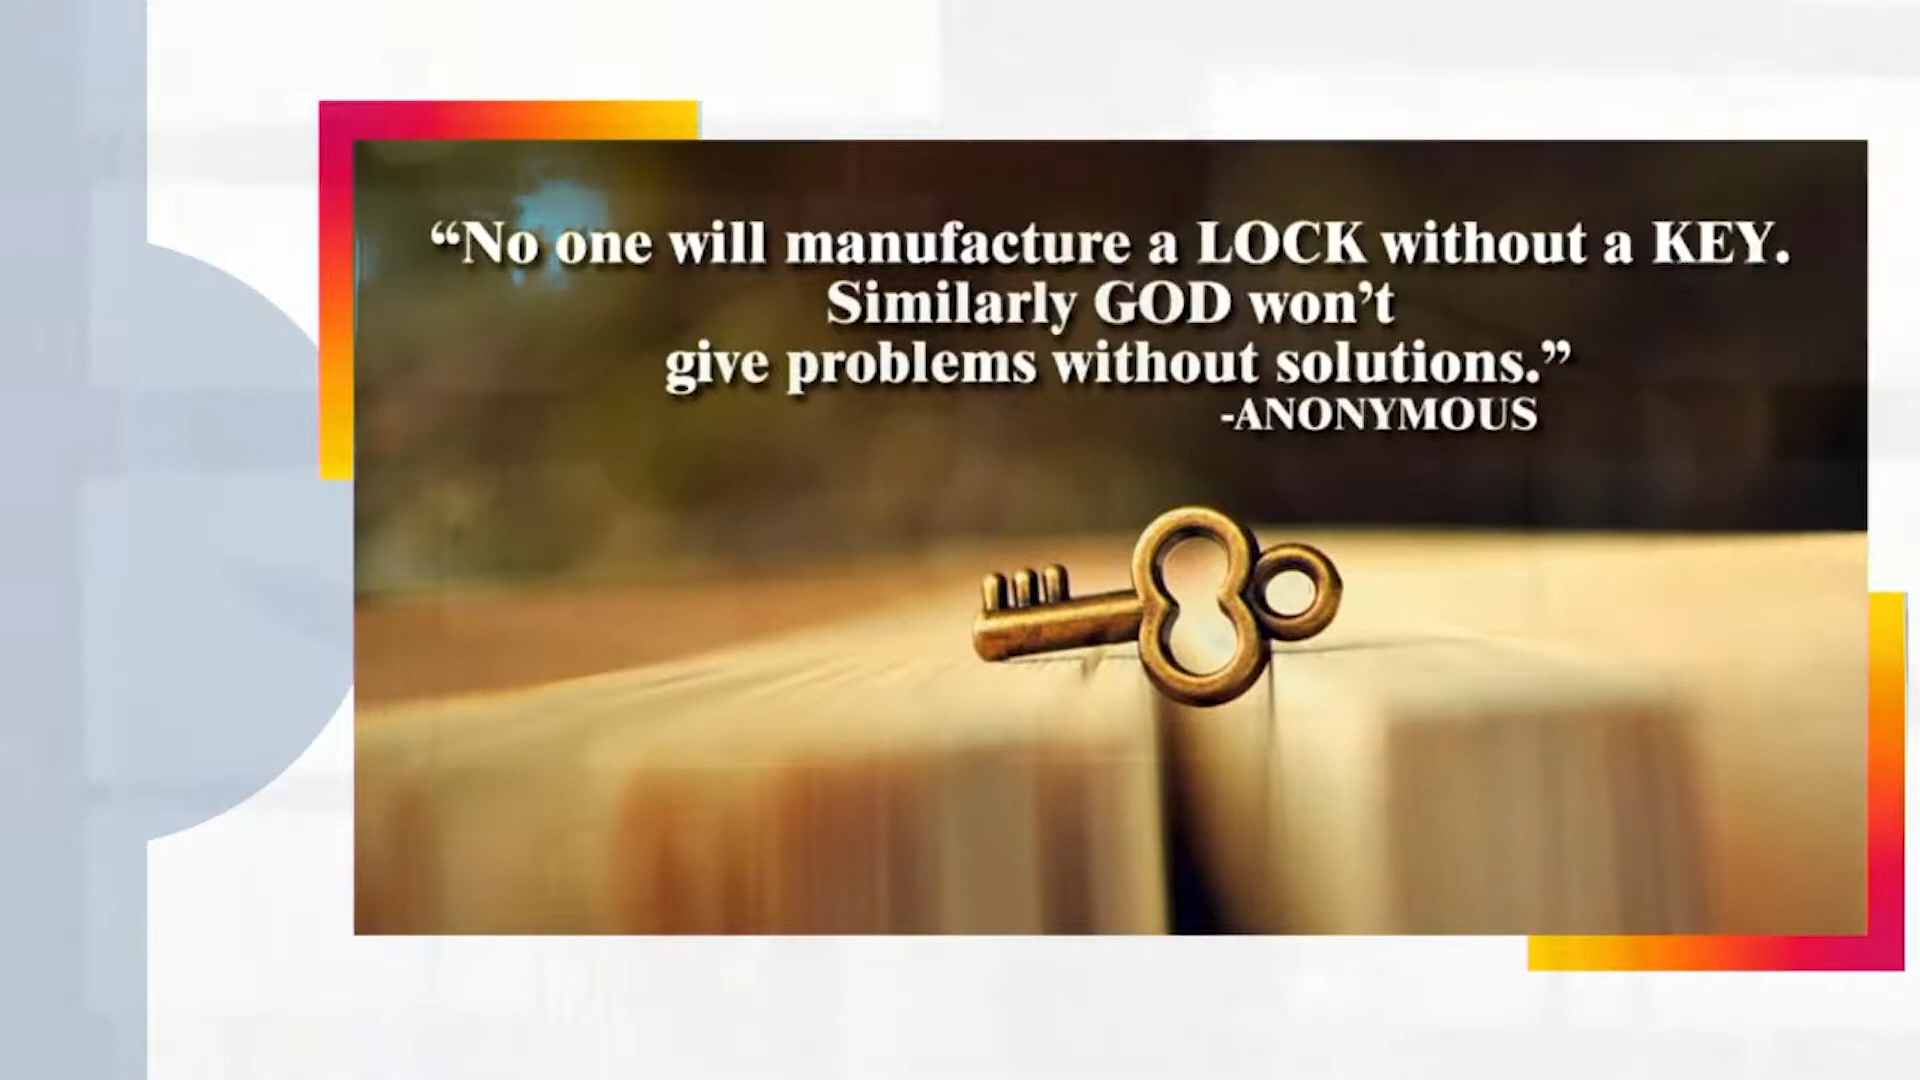 “No one will manufacture a LOCK without a KEY.
Similarly GOD won’t
give problems without solutions.”
-ANONYMOUS